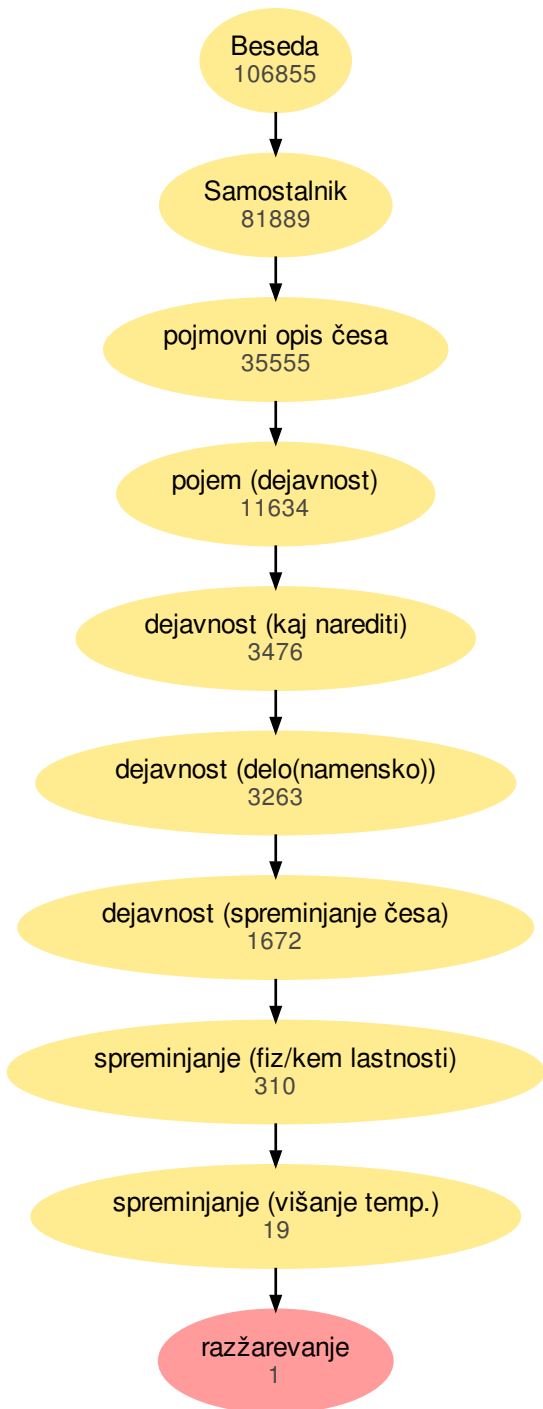 Beseda
106855
Samostalnik
81889
pojmovni opis česa
35555
pojem (dejavnost)
11634
dejavnost (kaj narediti)
3476
dejavnost (delo(namensko))
3263
dejavnost (spreminjanje česa)
1672
spreminjanje (fiz/kem lastnosti)
310
spreminjanje (višanje temp.)
19
razžarevanje
1